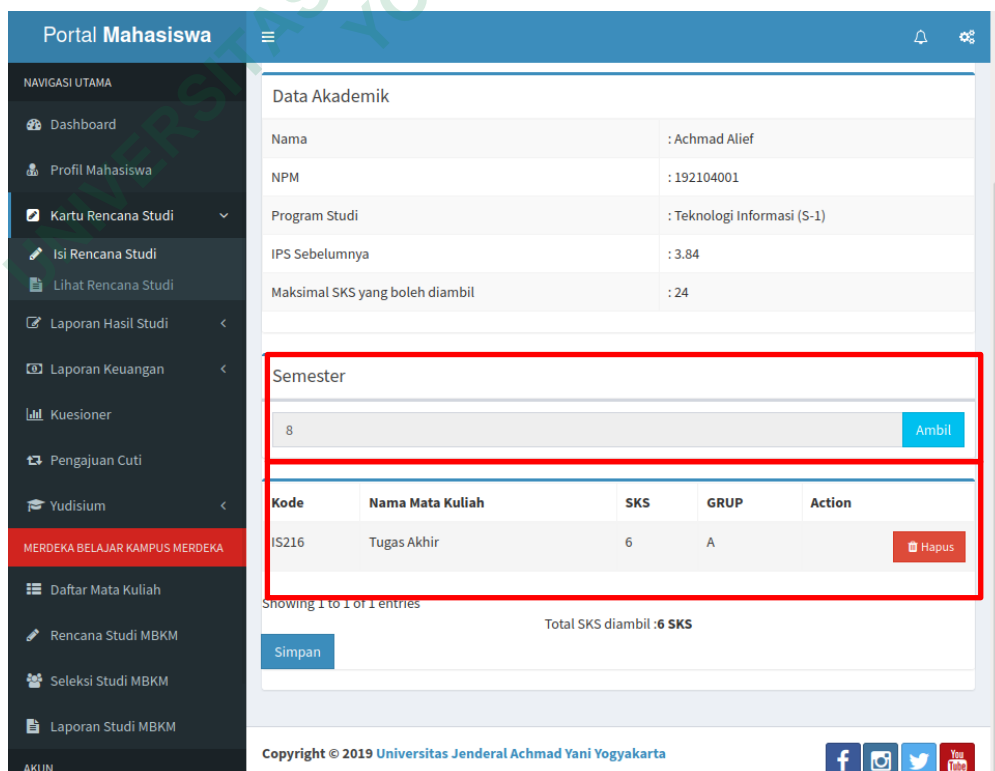 Portal Mahasiswa
NAVIGASI UTAMA
Dashboard
Profil Mahasiswa
Kartu Rencana Studi
Isi Rencana Studi
Lihat Rencana Studi
Laporan Hasil Studi
Laporan Keuangan
Kuesioner
Pengajuan Cuti
Yudisium
MERDEKA BELAJAR KAMPUS MERDEKA
Daftar Mata Kuliah
Rencana Studi MBKM
Seleksi Studi MBKM
Laporan Studi MBKM
AKUN
Data Akademik
Nama : Achmad Alief
NPM : 192104001
Program Studi : Teknologi Informasi (S-1)
IPS Sebelumnya : 3.84
Maksimal SKS yang boleh diambil : 24
Semester
8 Ambil
Kode Nama Mata Kuliah SKS GRUP Action
IS216 Tugas Akhir 6 A Hapus
Showing 1 to 1 of 1 entries
Total SKS diambil :6 SKS
Simpan
Copyright © 2019 Universitas Jenderal Achmad Yani Yogyakarta
You
Tube
UNIVERSITAS